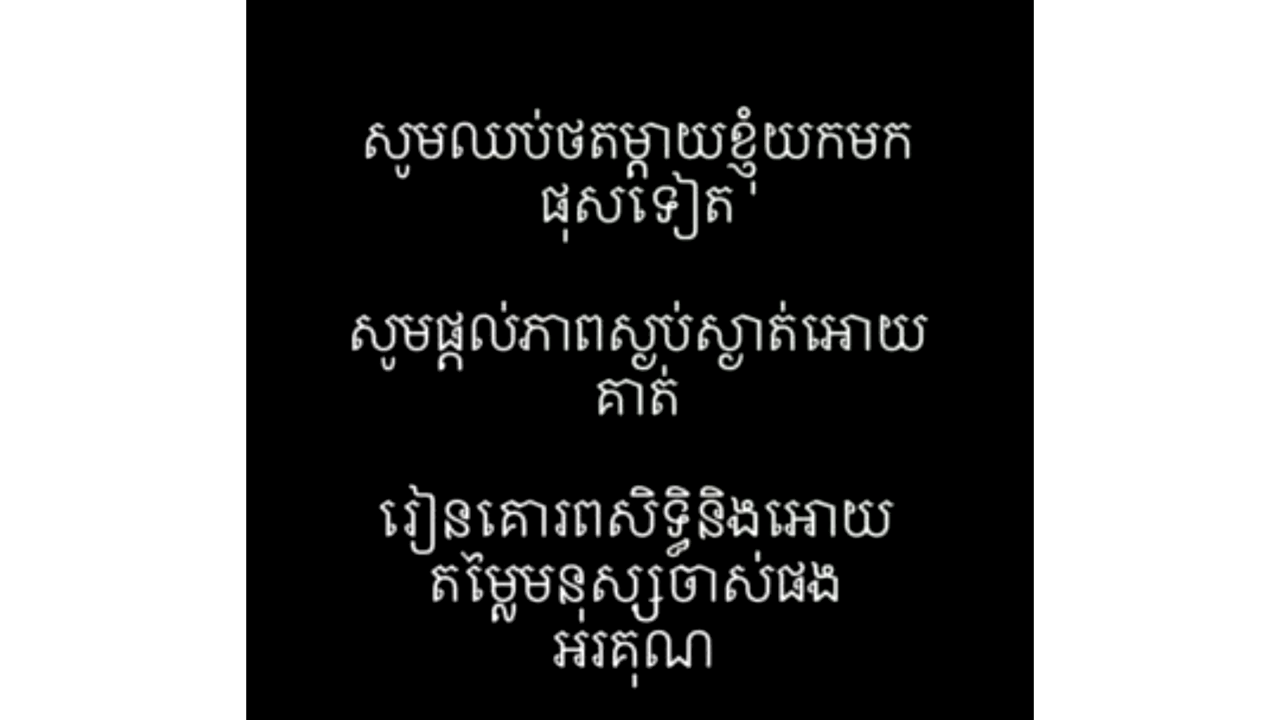 សូមឈប់ថតម្ដាយខ្ញុំយកមក
ផុសទៀត
សូមផ្ដល់ភាពស្ងប់ស្ងាត់អោយ
គាត់
រៀនគោរពសិទ្ធិនិងអោយ
តម្លៃមនុស្សចាស់ផង
អរគុណ